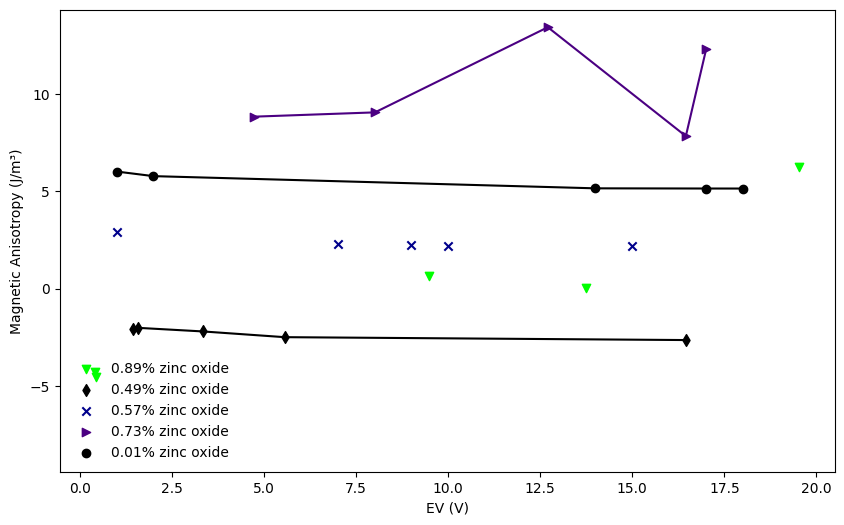 10
5
0
−5
Magnetic Anisotropy (J/m³)
0.89% zinc oxide
0.49% zinc oxide
0.57% zinc oxide
0.73% zinc oxide
0.01% zinc oxide
0.0 2.5 5.0 7.5 10.0 12.5 15.0 17.5 20.0
EV (V)